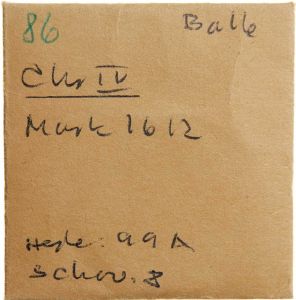 86 Balle
Chr IV
Mark 1612
Hede: 99A
Schou: 8